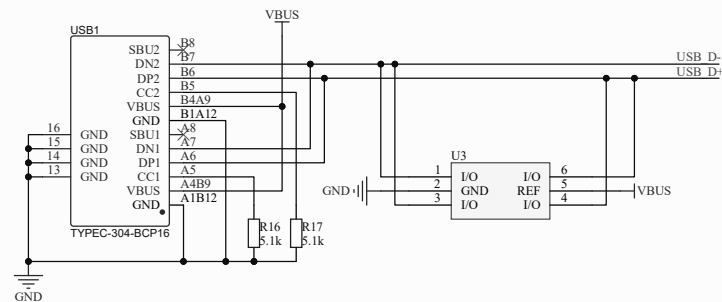 VBUS
USB1
SBU2 B8
DN2 B7
DP2 B6
CC2 B5
VBUS B4A9
GND B1A12
SBU1 A8
DN1 A7
DP1 A6
CC1 A5
VBUS A4B9
GND A1B12
16 GND
15 GND
14 GND
13 GND
TYPEC-304-BCP16
R16
5.1k
R17
5.1k
GND
USB D-
USB D+
U3
1 I/O I/O 6
GND 2 GND REF 5 VBUS
3 I/O I/O 4